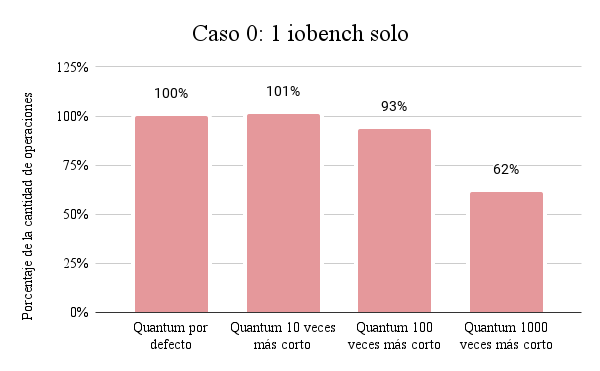 Caso 0: 1 iobench solo
Porcentaje de la cantidad de operaciones
125%
100%
75%
50%
25%
0%
100%
101%
93%
62%
Quantum por
defecto
Quantum 10 veces
más corto
Quantum 100
veces más corto
Quantum 1000
veces más corto